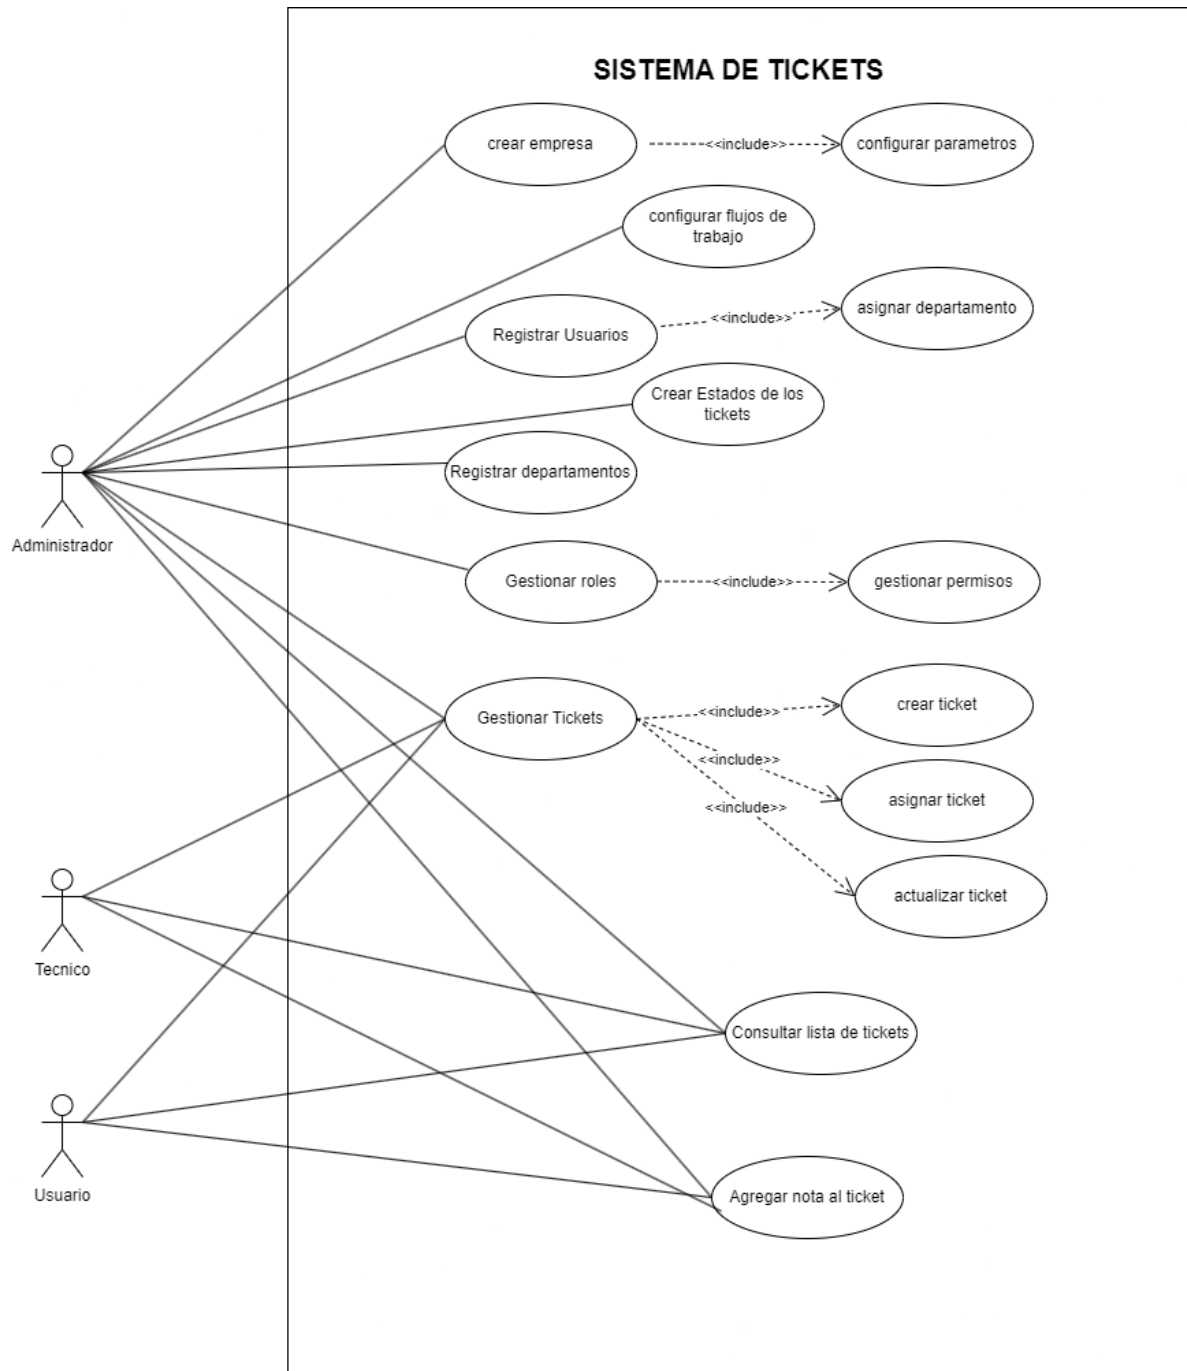 SISTEMA DE TICKETS
crear empresa
<<include>>
configurar parametros
configurar flujos de
trabajo
Registrar Usuarios
<<include>>
asignar departamento
Crear Estados de los
tickets
Registrar departamentos
Administrador
Gestionar roles
<<include>>
gestionar permisos
Gestionar Tickets
<<include>>
crear ticket
<<include>>
asignar ticket
<<include>>
actualizar ticket
Tecnico
Consultar lista de tickets
Usuario
Agregar nota al ticket